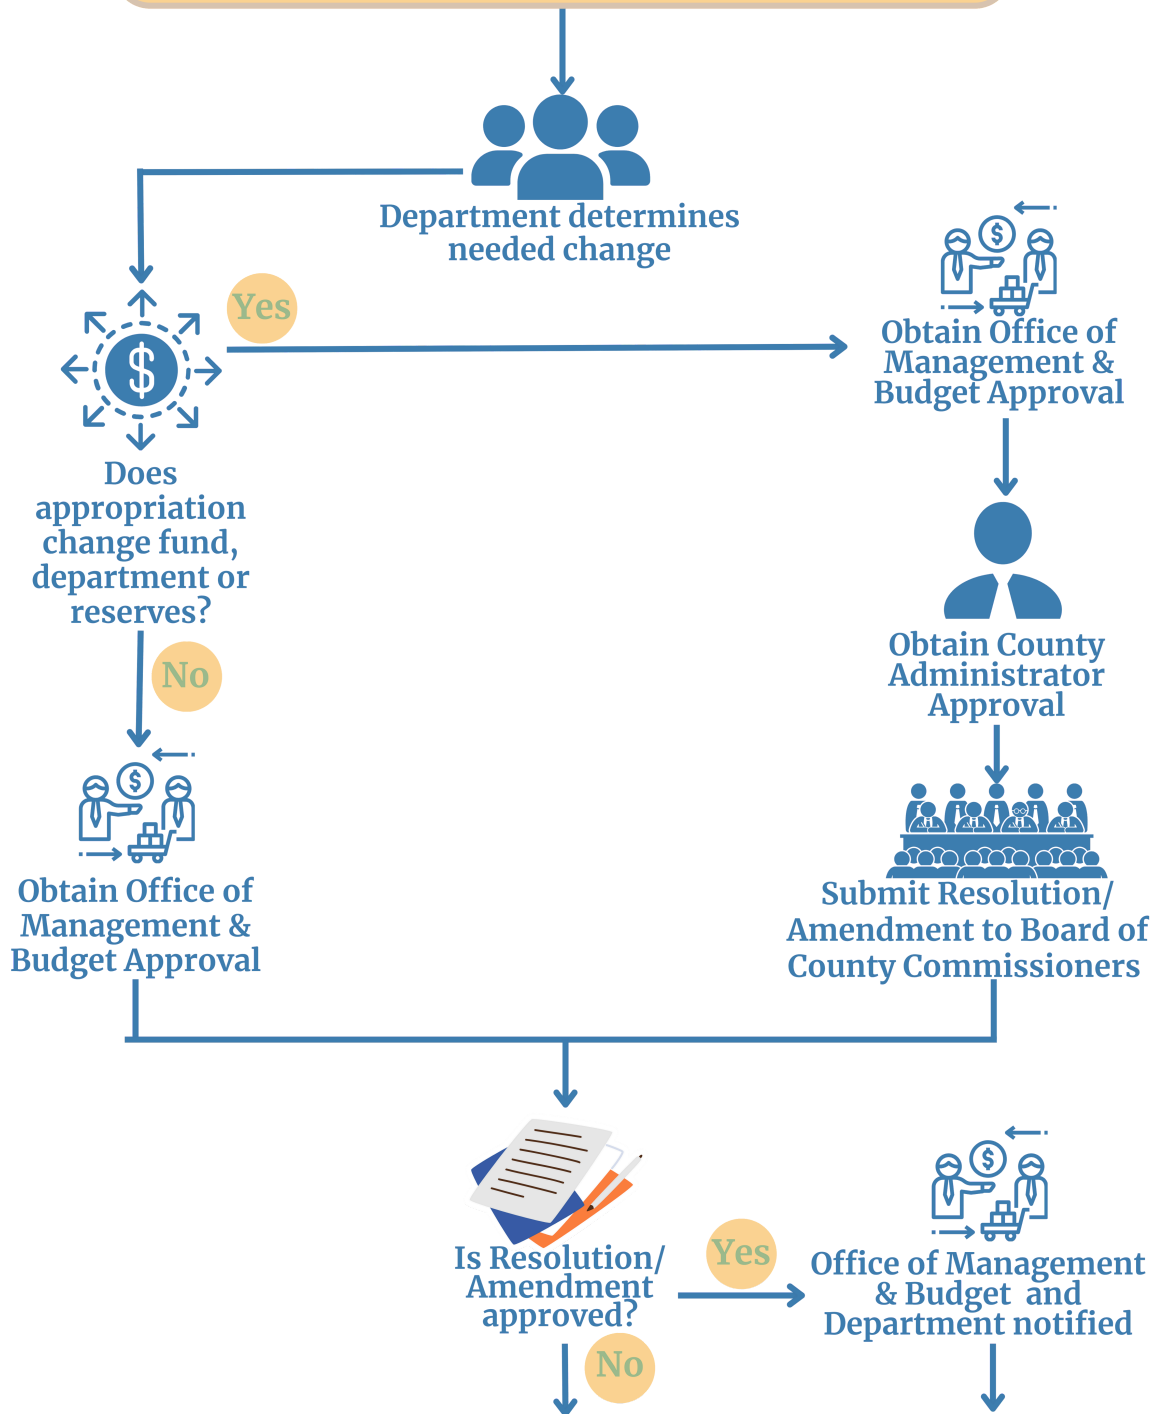 Department determines
needed change
Yes
$
Does
appropriation
change fund,
department or
reserves?
$
Obtain Office of
Management &
Budget Approval
Obtain County
Administrator
Approval
No
$
Obtain Office of
Management &
Budget Approval
Submit Resolution/
Amendment to Board of
County Commissioners
Is Resolution/
Amendment
approved?
Yes
$
Office of Management
& Budget and
Department notified
No